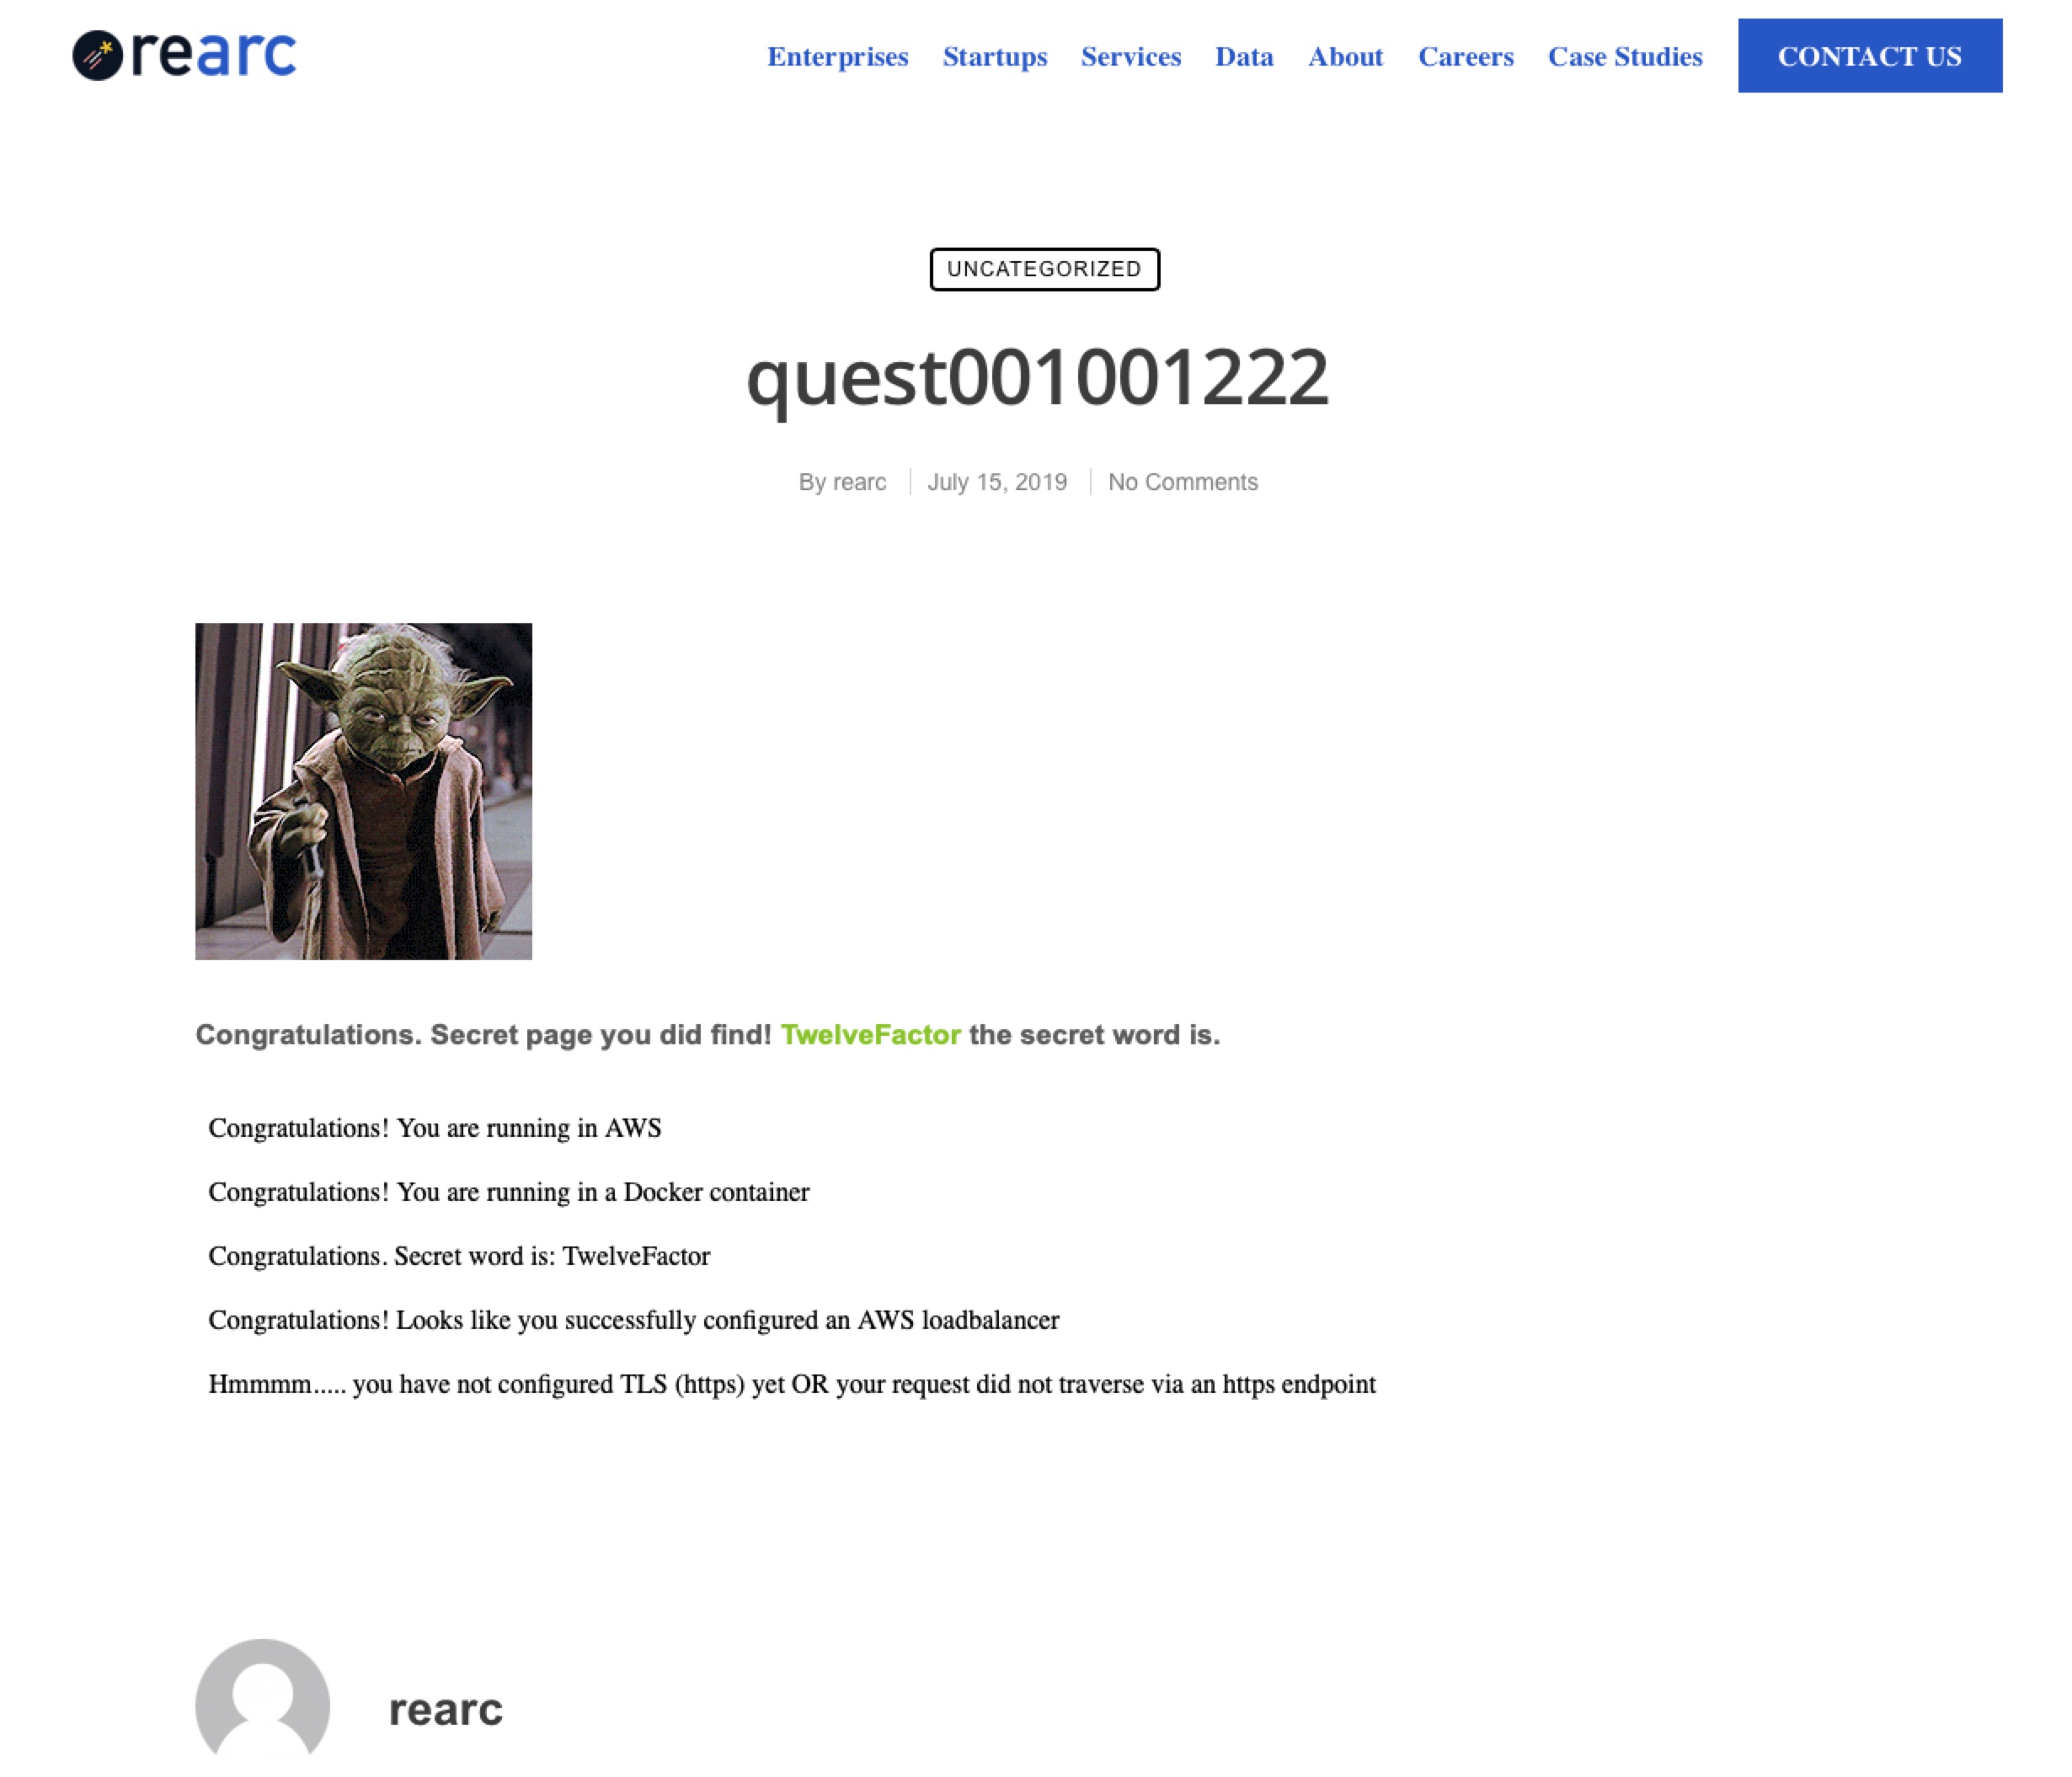 rearc
Enterprises Startups Services Data About Careers Case Studies CONTACT US
UNCATEGORIZED
quest001001222
By rearc July 15, 2019 No Comments
Congratulations. Secret page you did find! TwelveFactor the secret word is.
Congratulations! You are running in AWS
Congratulations! You are running in a Docker container
Congratulations. Secret word is: TwelveFactor
Congratulations! Looks like you successfully configured an AWS loadbalancer
Hmmmm..... you have not configured TLS (https) yet OR your request did not traverse via an https endpoint
rearc